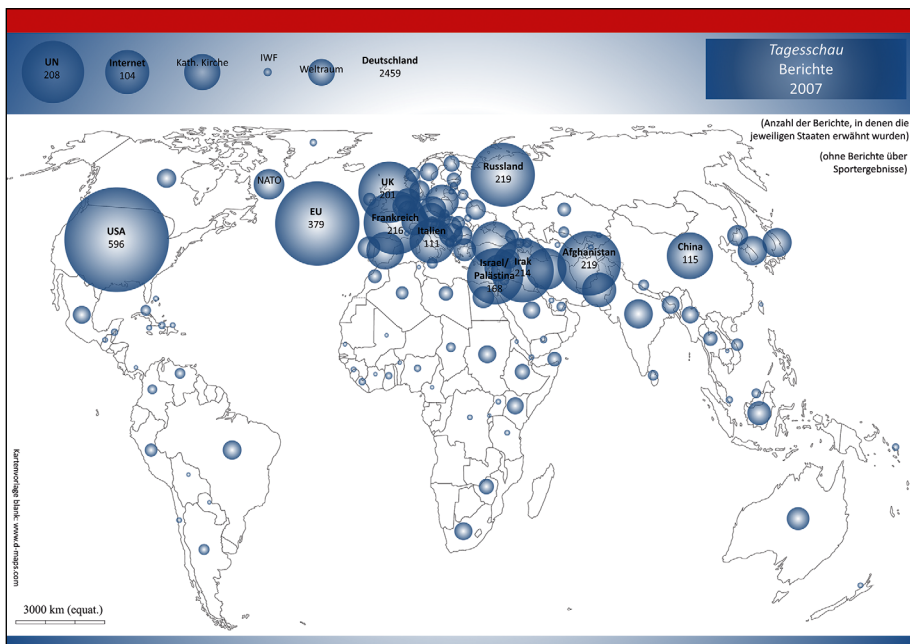 UN
208
Internet
104
Kath. Kirche
IWF
Weltraum
Deutschland
2459
Tagesschau
Berichte
2007
(Anzahl der Berichte, in denen die
jeweiligen Staaten erwähnt wurden)
(ohne Berichte über
Sportergebnisse)
NATO
USA
596
EU
379
UK
201
Frankreich
216
Italien
111
Russland
219
Israel/
Palästina
168
Irak
214
Afghanistan
219
China
115
Kartenvorlage blank: www.d-maps.com
3000 km (equat.)